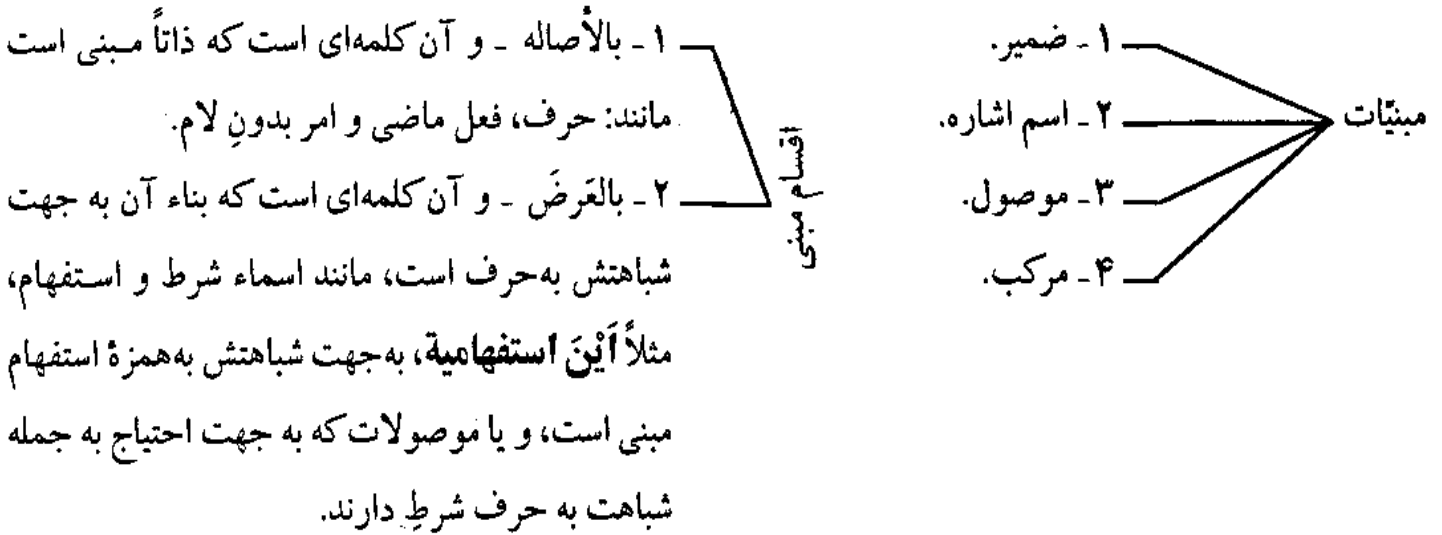 مبنیّات
۱ ـ ضمیر.
۲ ـ اسم اشاره.
۳ ـ موصول.
۴ ـ مرکب.
اقسام مبنی
۱ ـ بالأصاله ـ و آن کلمه‌ای است که ذاتاً مـبنی است
مانند: حرف، فعل ماضی و امر بدونِ لام.
۲ ـ بالعَرضَ ـ و آن کلمه‌ای است که بناء آن به جهت
شباهتش به‌حرف است، مانند اسماء شرط و اسـتفهام،
مثلاً أَیْنَ استفهامیة، به‌جهت شباهتش به‌همزهٔ استفهام
مبنی است، و یا موصولات که به جهت احتیاج به جمله
شباهت به حرف شرطِ دارند.